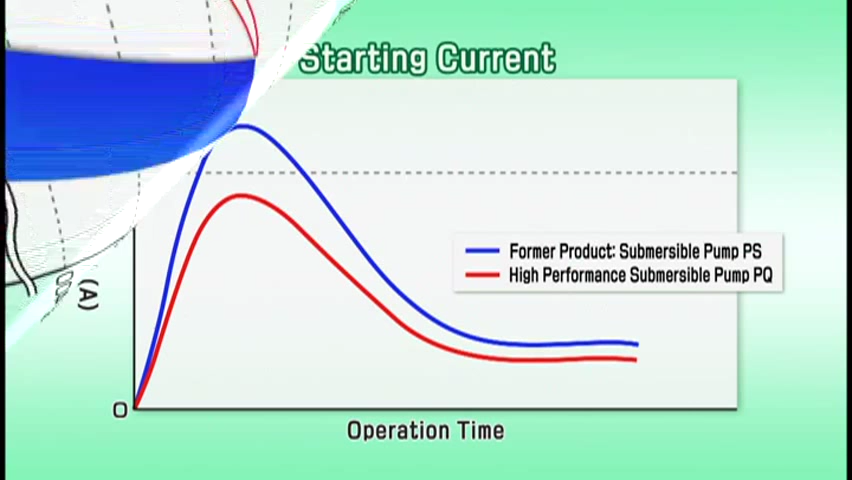 Starting Current
Former Product: Submersible Pump PS
High Performance Submersible Pump PQ
(A)
0
Operation Time